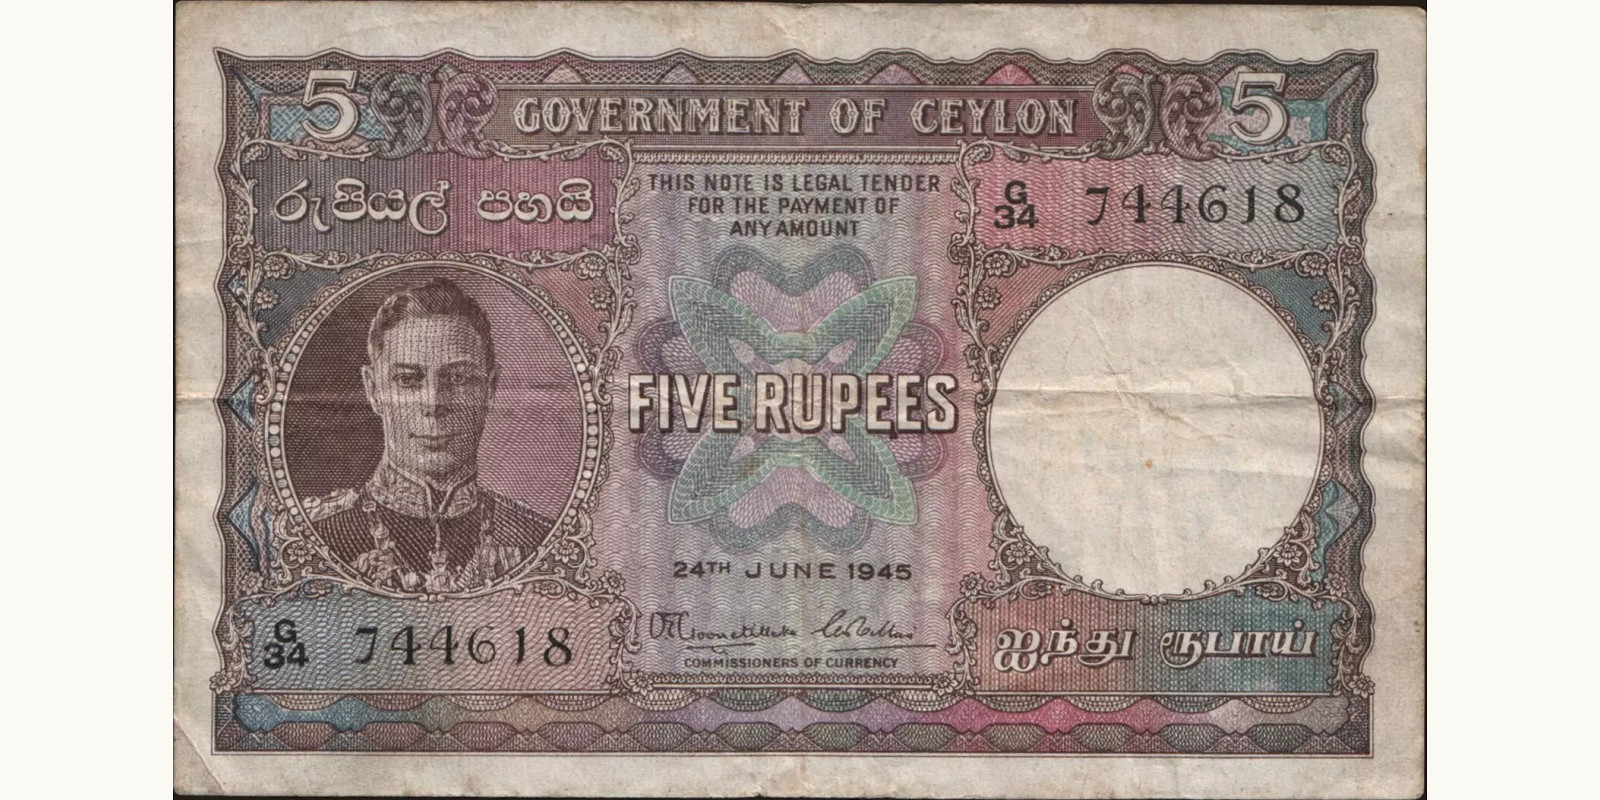 5 GOVERNMENT OF CEYLON 5
රුපියල් පහයි
THIS NOTE IS LEGAL TENDER
FOR THE PAYMENT OF
ANY AMOUNT
G/34 744618
FIVE RUPEES
24TH JUNE 1945
G/34 744618
COMMISSIONERS OF CURRENCY
ஐந்து ரூபாய்